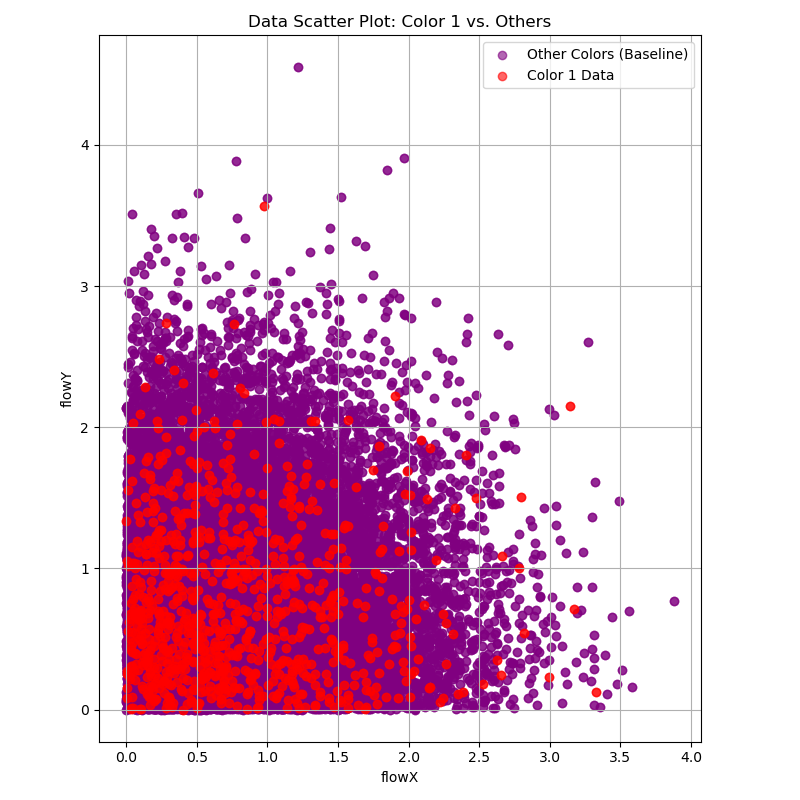 Data Scatter Plot: Color 1 vs. Others
Other Colors (Baseline)
Color 1 Data
flowY
4
3
2
1
0
0.0 0.5 1.0 1.5 2.0 2.5 3.0 3.5 4.0
flowX